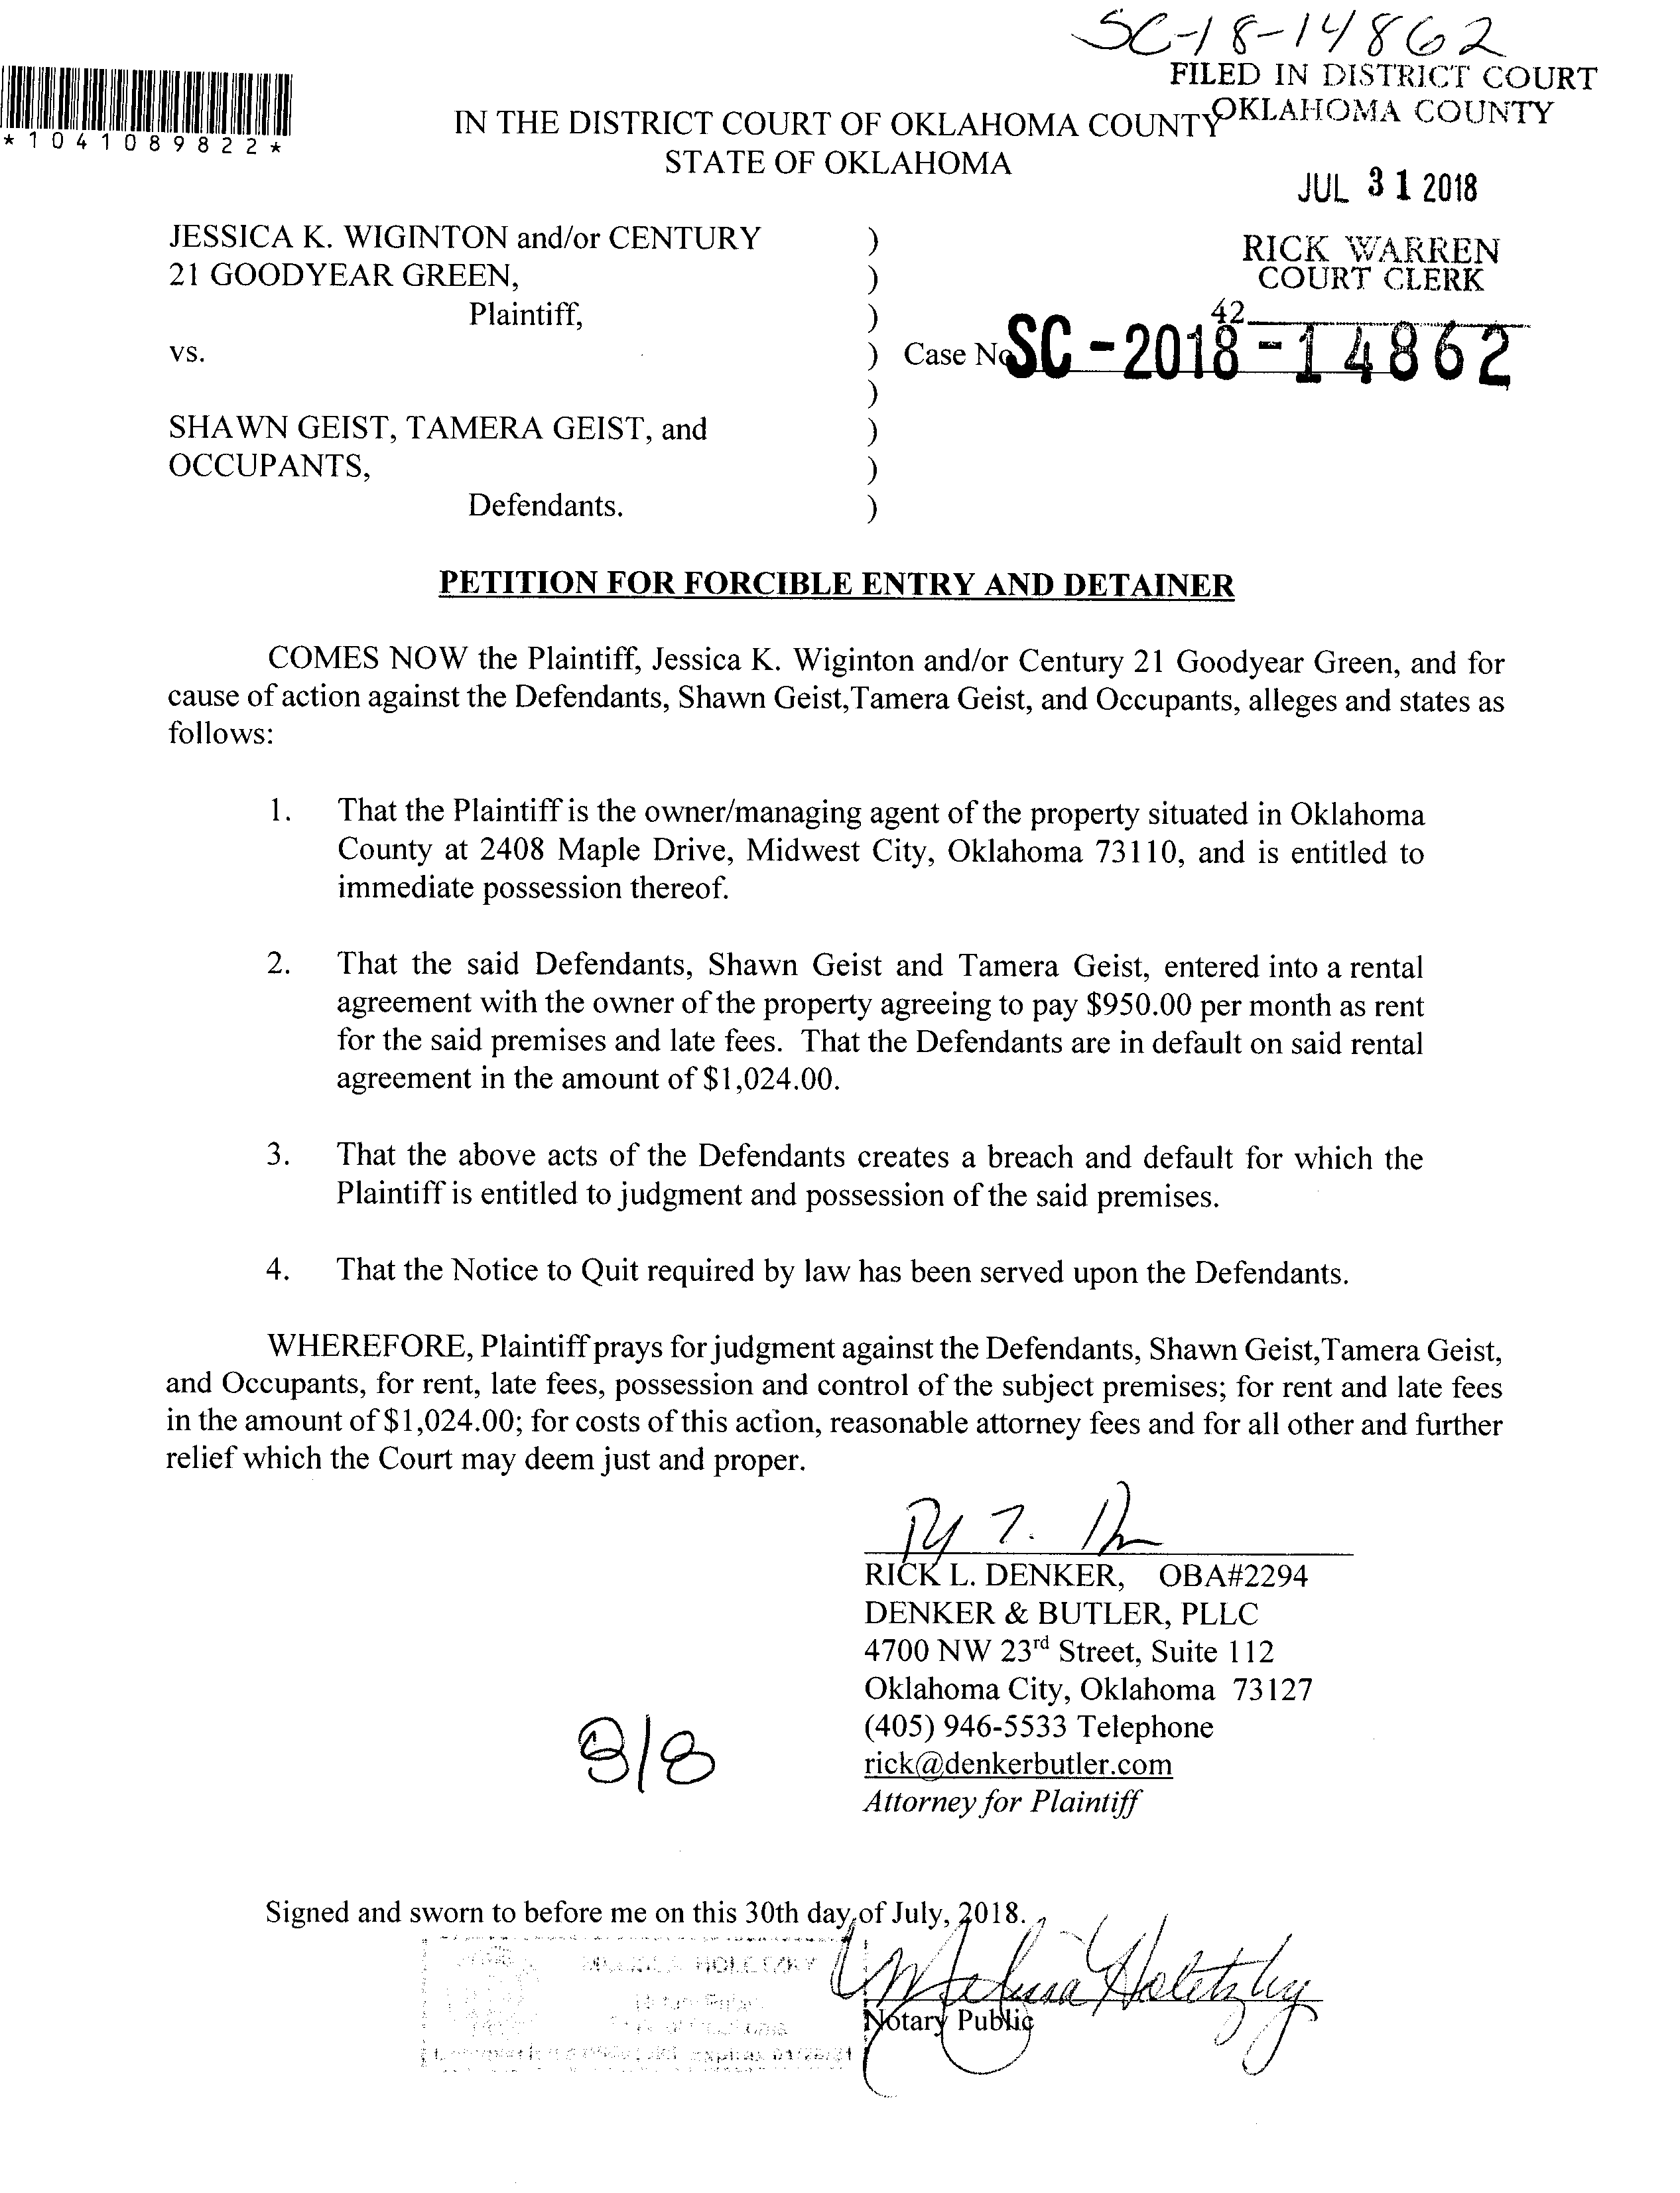 SC-18-14862
FILED IN DISTRICT COURT
OKLAHOMA COUNTY
*1041089822*
IN THE DISTRICT COURT OF OKLAHOMA COUNTY
STATE OF OKLAHOMA
JUL 31 2018
RICK WARREN
COURT CLERK
42
JESSICA K. WIGINTON and/or CENTURY )
21 GOODYEAR GREEN, )
Plaintiff, )
vs. ) Case No. SC-2018-14862
)
SHAWN GEIST, TAMERA GEIST, and )
OCCUPANTS, )
Defendants. )
PETITION FOR FORCIBLE ENTRY AND DETAINER
COMES NOW the Plaintiff, Jessica K. Wiginton and/or Century 21 Goodyear Green, and for
cause of action against the Defendants, Shawn Geist,Tamera Geist, and Occupants, alleges and states as
follows:
1. That the Plaintiff is the owner/managing agent of the property situated in Oklahoma
County at 2408 Maple Drive, Midwest City, Oklahoma 73110, and is entitled to
immediate possession thereof.
2. That the said Defendants, Shawn Geist and Tamera Geist, entered into a rental
agreement with the owner of the property agreeing to pay $950.00 per month as rent
for the said premises and late fees. That the Defendants are in default on said rental
agreement in the amount of $1,024.00.
3. That the above acts of the Defendants creates a breach and default for which the
Plaintiff is entitled to judgment and possession of the said premises.
4. That the Notice to Quit required by law has been served upon the Defendants.
WHEREFORE, Plaintiff prays for judgment against the Defendants, Shawn Geist,Tamera Geist,
and Occupants, for rent, late fees, possession and control of the subject premises; for rent and late fees
in the amount of $1,024.00; for costs of this action, reasonable attorney fees and for all other and further
relief which the Court may deem just and proper.
RICK L. DENKER, OBA#2294
DENKER & BUTLER, PLLC
4700 NW 23rd Street, Suite 112
Oklahoma City, Oklahoma 73127
(405) 946-5533 Telephone
rick@denkerbutler.com
Attorney for Plaintiff
8/8
Signed and sworn to before me on this 30th day of July, 2018.
HOLETZKY
Melissa Holetzky
Notary Public